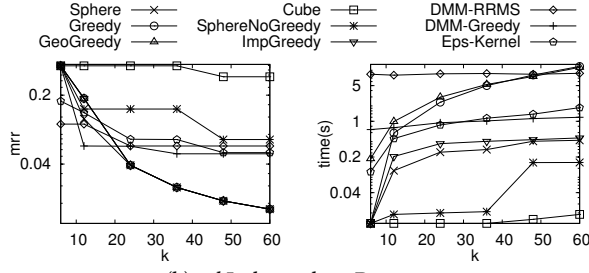 Sphere Cube DMM-RRMS
Greedy SphereNoGreedy DMM-Greedy
GeoGreedy ImpGreedy Eps-Kernel
mrr
0.2
0.04
10 20 30 40 50 60
k
time(s)
5
1
0.2
0.04
10 20 30 40 50 60
k